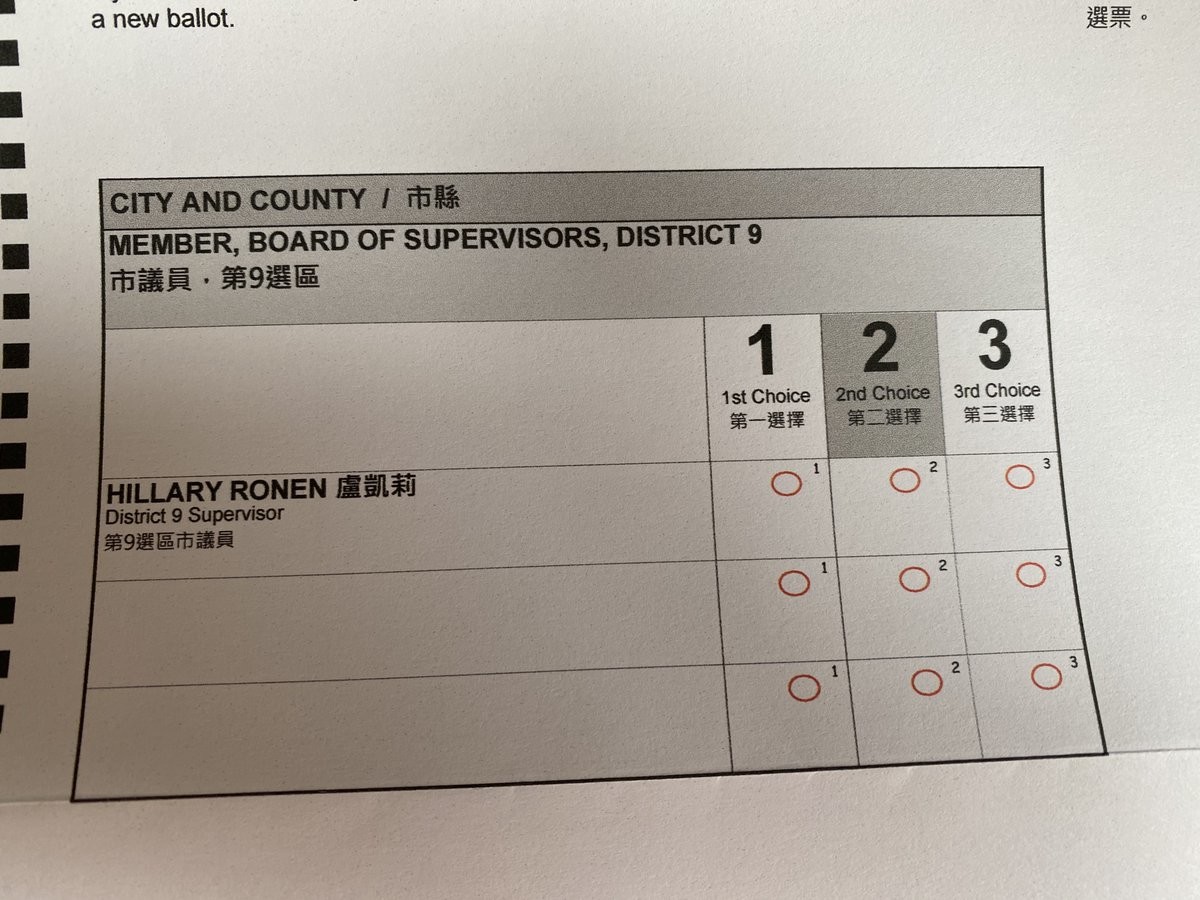 a new ballot.
選票。
CITY AND COUNTY / 市縣
MEMBER, BOARD OF SUPERVISORS, DISTRICT 9
市議員，第9選區
1 2 3
1st Choice 2nd Choice 3rd Choice
第一選擇 第二選擇 第三選擇
HILLARY RONEN 盧凱莉
1 2 3
District 9 Supervisor
第9選區市議員
1 2 3
1 2 3